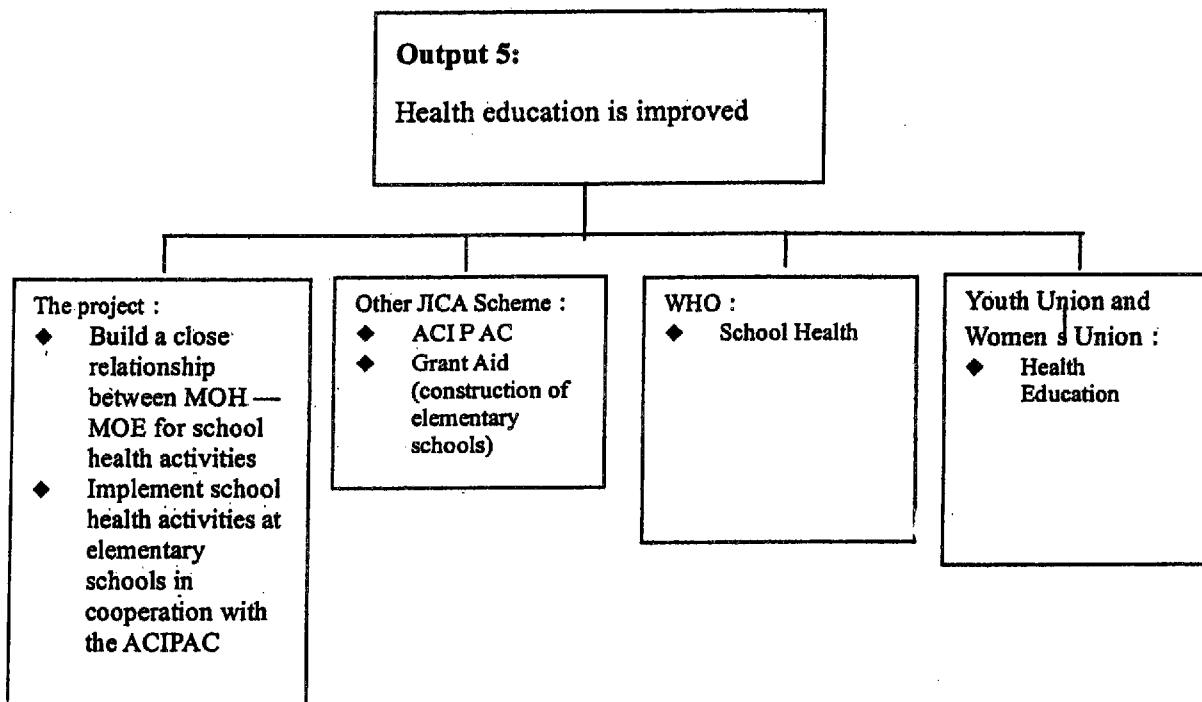 Output 5:
Health education is improved
The project :
◆ Build a close
relationship
between MOH —
MOE for school
health activities
◆ Implement school
health activities at
elementary
schools in
cooperation with
the ACIPAC
Other JICA Scheme :
◆ ACIPAC
◆ Grant Aid
(construction of
elementary
schools)
WHO :
◆ School Health
Youth Union and
Women s Union :
◆ Health
Education